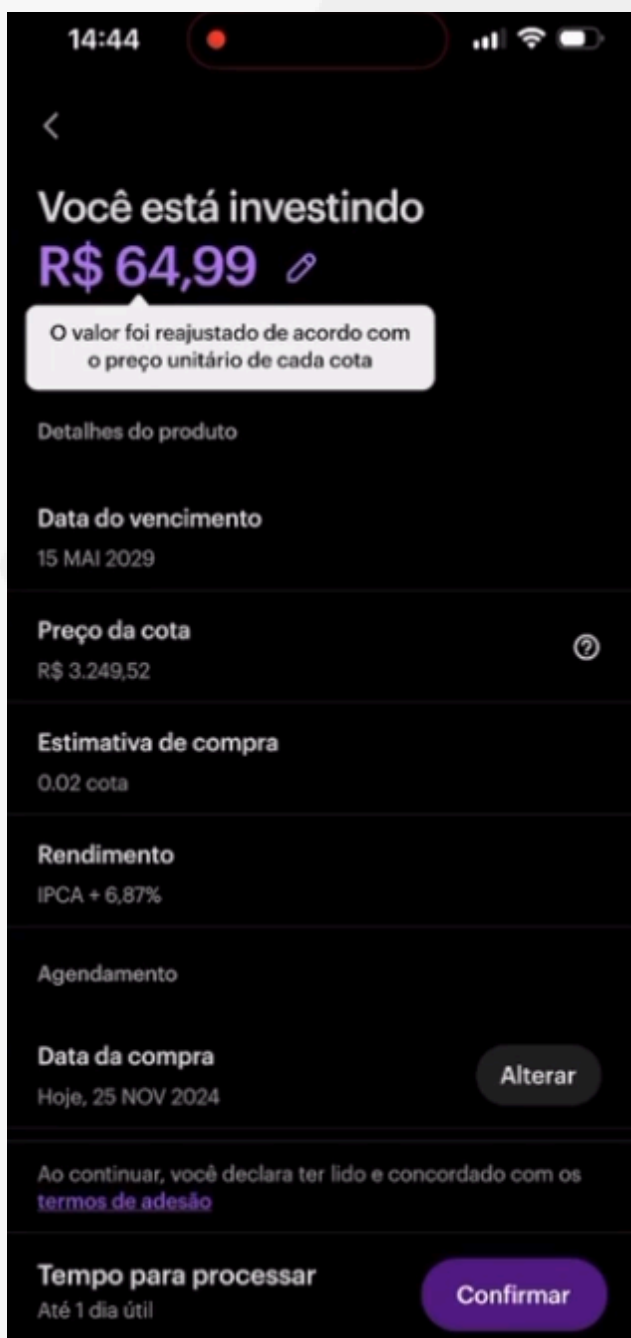 14:44
Você está investindo
R$ 64,99
O valor foi reajustado de acordo com
o preço unitário de cada cota
Detalhes do produto
Data do vencimento
15 MAI 2029
Preço da cota
R$ 3.249,52
Estimativa de compra
0.02 cota
Rendimento
IPCA + 6,87%
Agendamento
Data da compra
Hoje, 25 NOV 2024
Alterar
Ao continuar, você declara ter lido e concordado com os
termos de adesão
Tempo para processar
Até 1 dia útil
Confirmar